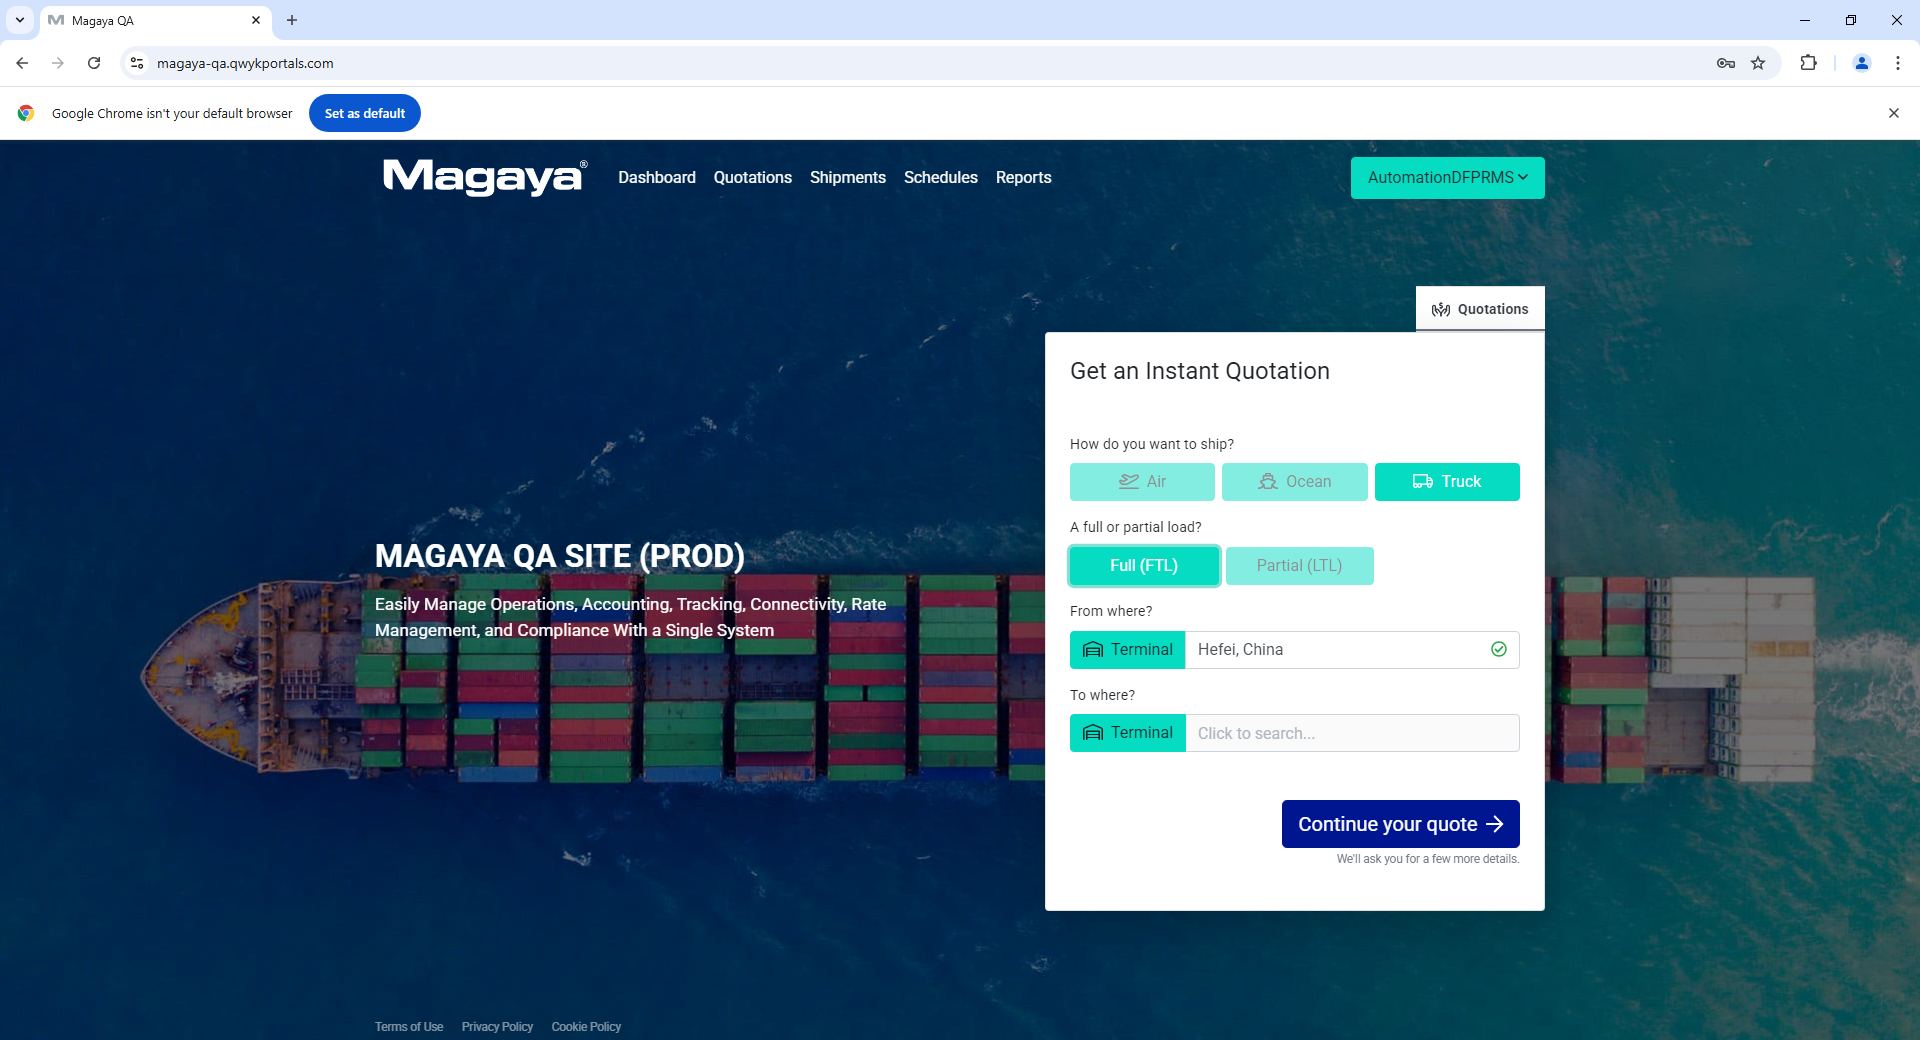 Magaya QA
magaya-qa.qwykportals.com
Google Chrome isn't your default browser
Set as default
Magaya®
Dashboard
Quotations
Shipments
Schedules
Reports
AutomationDFPRMS
Quotations
Get an Instant Quotation
How do you want to ship?
Air
Ocean
Truck
A full or partial load?
Full (FTL)
Partial (LTL)
From where?
Terminal
Hefei, China
To where?
Terminal
Click to search...
Continue your quote
We'll ask you for a few more details.
MAGAYA QA SITE (PROD)
Easily Manage Operations, Accounting, Tracking, Connectivity, Rate
Management, and Compliance With a Single System
Terms of Use
Privacy Policy
Cookie Policy